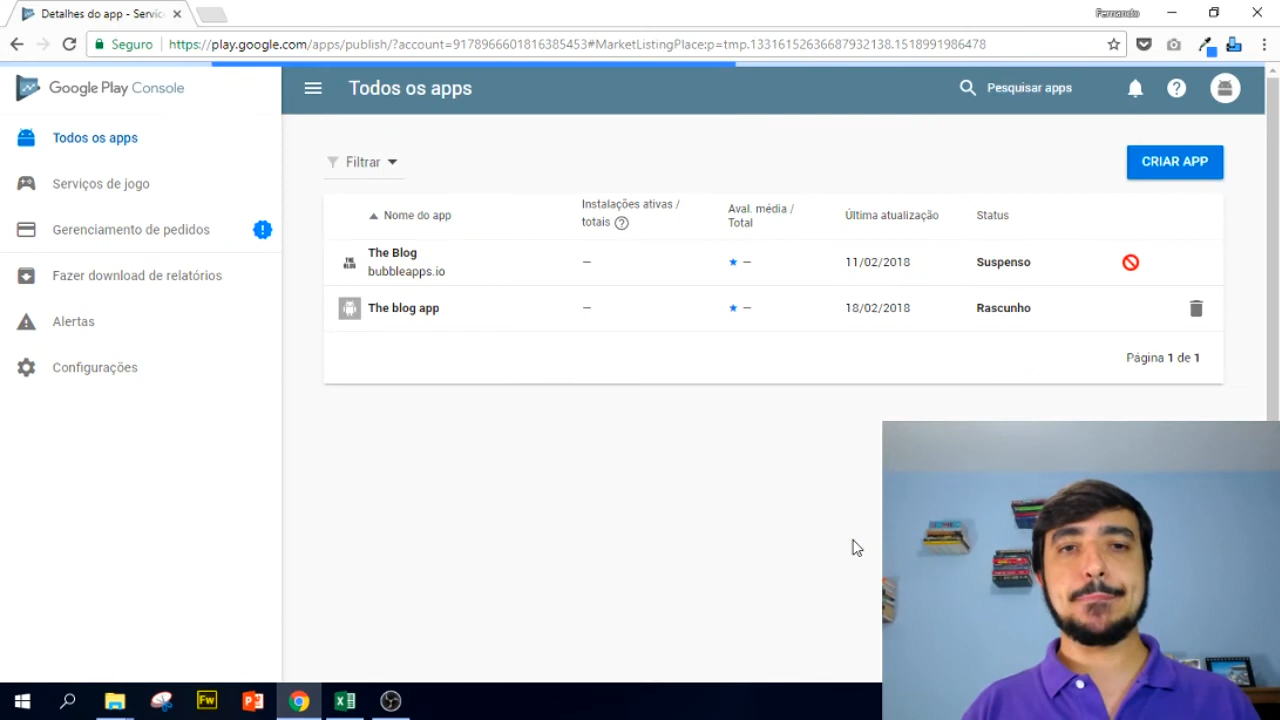 Detalhes do app - Servic
Fernando
Seguro
https://play.google.com/apps/publish/?account=9178966601816385453#MarketListingPlace:p=tmp.13316152636687932138.1518991986478
Google Play Console
Todos os apps
Pesquisar apps
Todos os apps
Serviços de jogo
Gerenciamento de pedidos
Fazer download de relatórios
Alertas
Configurações
Filtrar
CRIAR APP
Nome do app
Instalações ativas /
totais
Aval. média /
Total
Última atualização
Status
THE
BLOG
The Blog
bubbleapps.io
–
–
11/02/2018
Suspenso
The blog app
–
–
18/02/2018
Rascunho
Página 1 de 1
Fw